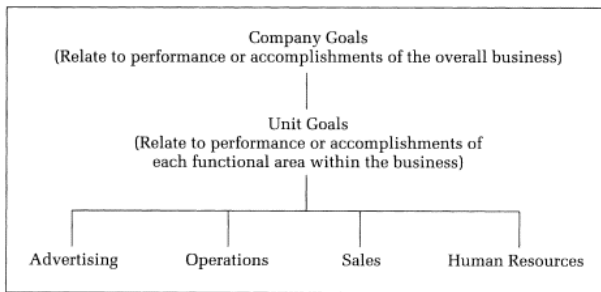 Company Goals
(Relate to performance or accomplishments of the overall business)
Unit Goals
(Relate to performance or accomplishments of
each functional area within the business)
Advertising Operations Sales Human Resources